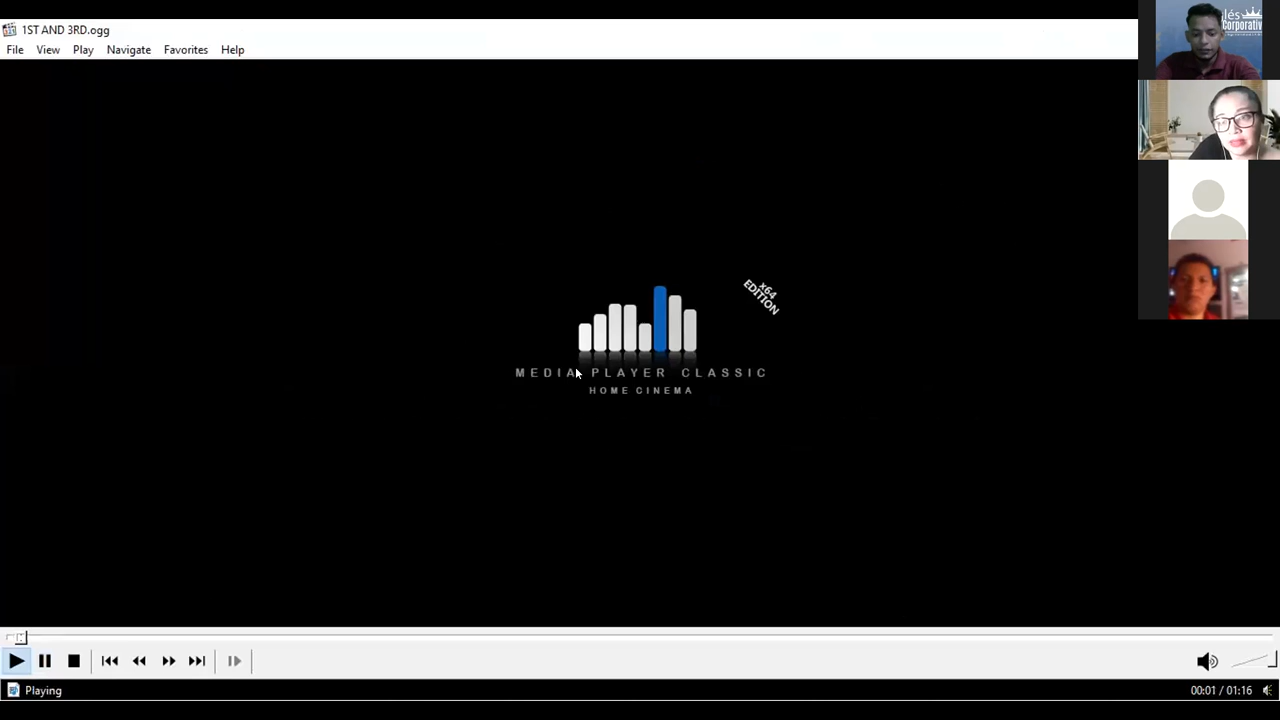 1ST AND 3RD.ogg
File View Play Navigate Favorites Help
Corporativ
x64
EDITION
MEDIA PLAYER CLASSIC
HOME CINEMA
Playing
00:01 / 01:16